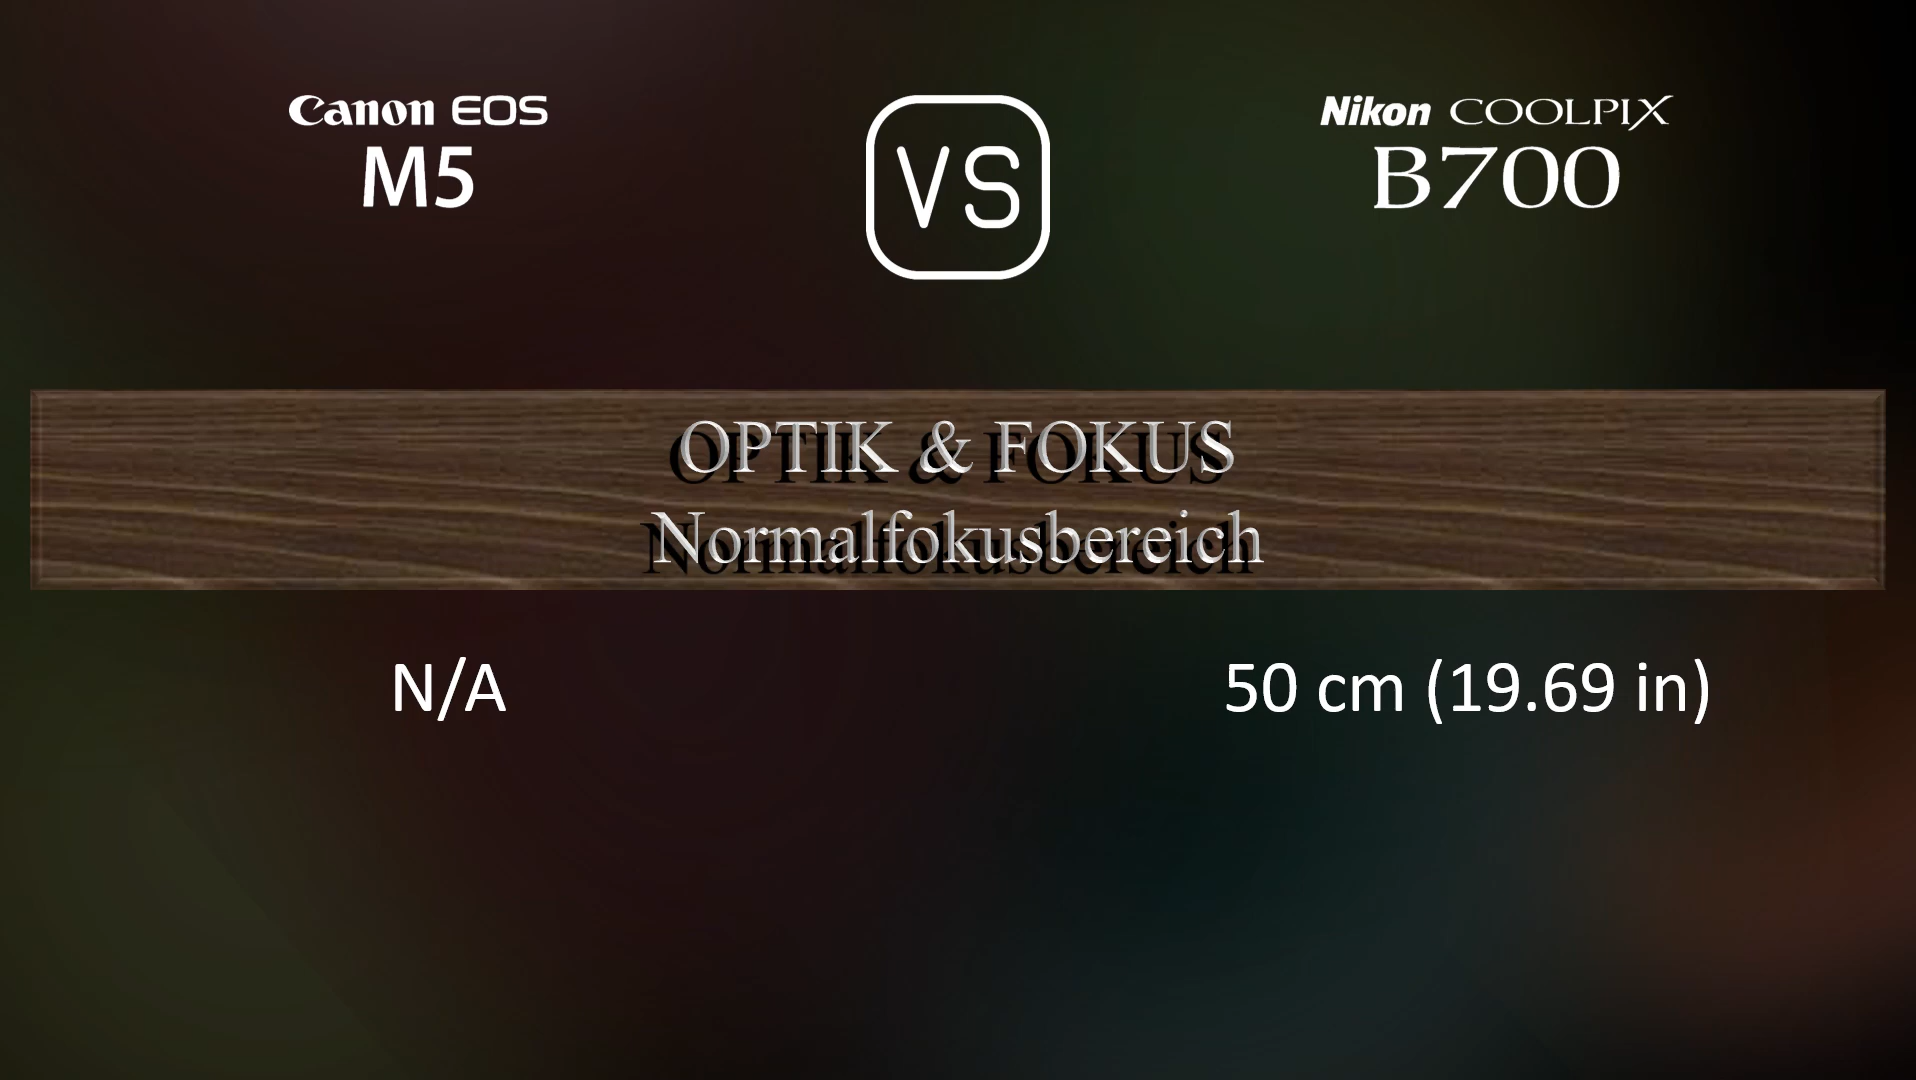 Canon EOS
M5
VS
Nikon COOLPIX
B700
OPTIK & FOKUS
Normalfokusbereich
N/A
50 cm (19.69 in)